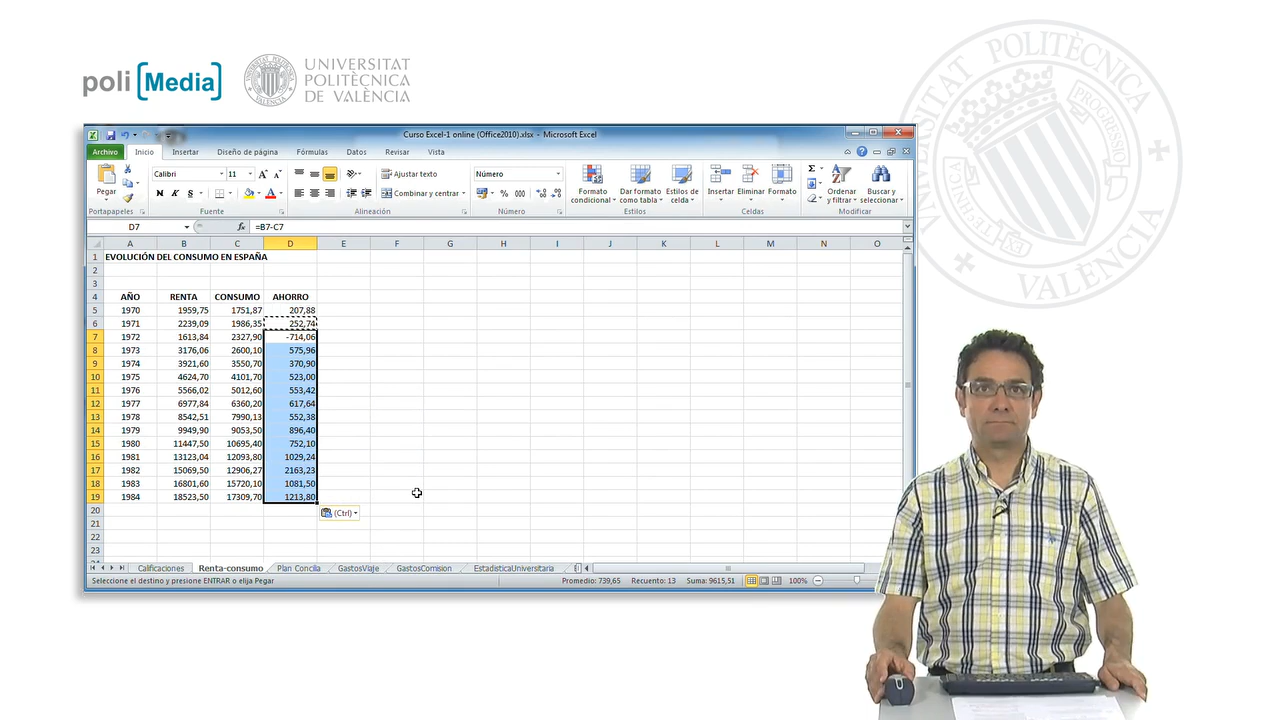 poli[Media]
UNIVERSITAT
POLITÈCNICA
DE VALÈNCIA
UNIVERSITAT POLITÈCNICA
VALÈNCIA
Curso Excel-1 online (Office2010).xlsx - Microsoft Excel
Archivo Inicio Insertar Diseño de página Fórmulas Datos Revisar Vista
Calibri 11 Ajustar texto Número
Pegar N K S Combinar y centrar % 000 Formato condicional Dar formato como tabla Estilos de celda Insertar Eliminar Formato Ordenar y filtrar Buscar y seleccionar
Portapapeles Fuente Alineación Número Estilos Celdas Modificar
D7 fx =B7-C7
A B C D E F G H I J K L M N O
1 EVOLUCIÓN DEL CONSUMO EN ESPAÑA
2
3
4 AÑO RENTA CONSUMO AHORRO
5 1970 1959,75 1751,87 207,88
6 1971 2239,09 1986,35 252,74
7 1972 1613,84 2327,90 -714,06
8 1973 3176,06 2600,10 575,96
9 1974 3921,60 3550,70 370,90
10 1975 4624,70 4101,70 523,00
11 1976 5566,02 5012,60 553,42
12 1977 6977,84 6360,20 617,64
13 1978 8542,51 7990,13 552,38
14 1979 9949,90 9053,50 896,40
15 1980 11447,50 10695,40 752,10
16 1981 13123,04 12093,80 1029,24
17 1982 15069,50 12906,27 2163,23
18 1983 16801,60 15720,10 1081,50
19 1984 18523,50 17309,70 1213,80
20
(Ctrl)
21
22
23
Calificaciones Renta-consumo Plan Concilia GastosViaje GastosComision EstadisticaUniversitaria
Seleccione el destino y presione ENTRAR o elija Pegar Promedio: 739,65 Recuento: 13 Suma: 9615,51 100%